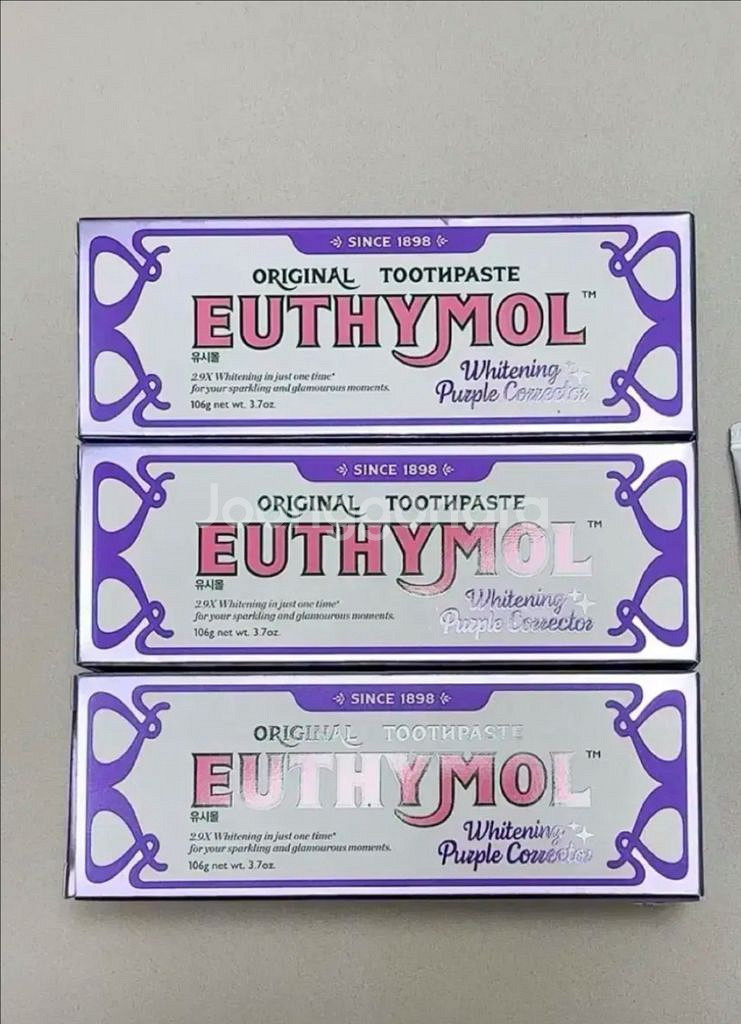 SINCE 1898
ORIGINAL TOOTHPASTE
EUTHYMOL™
유시몰
2.9X Whitening in just one time*
for your sparkling and glamourous moments.
106g net wt. 3.7oz.
Whitening
Purple Corrector
SINCE 1898
Joonggonara
ORIGINAL TOOTHPASTE
EUTHYMOL™
유시몰
2.9X Whitening in just one time*
for your sparkling and glamourous moments.
106g net wt. 3.7oz.
Whitening
Purple Corrector
SINCE 1898
ORIGINAL TOOTHPASTE
EUTHYMOL™
유시몰
2.9X Whitening in just one time*
for your sparkling and glamourous moments.
106g net wt. 3.7oz.
Whitening
Purple Corrector